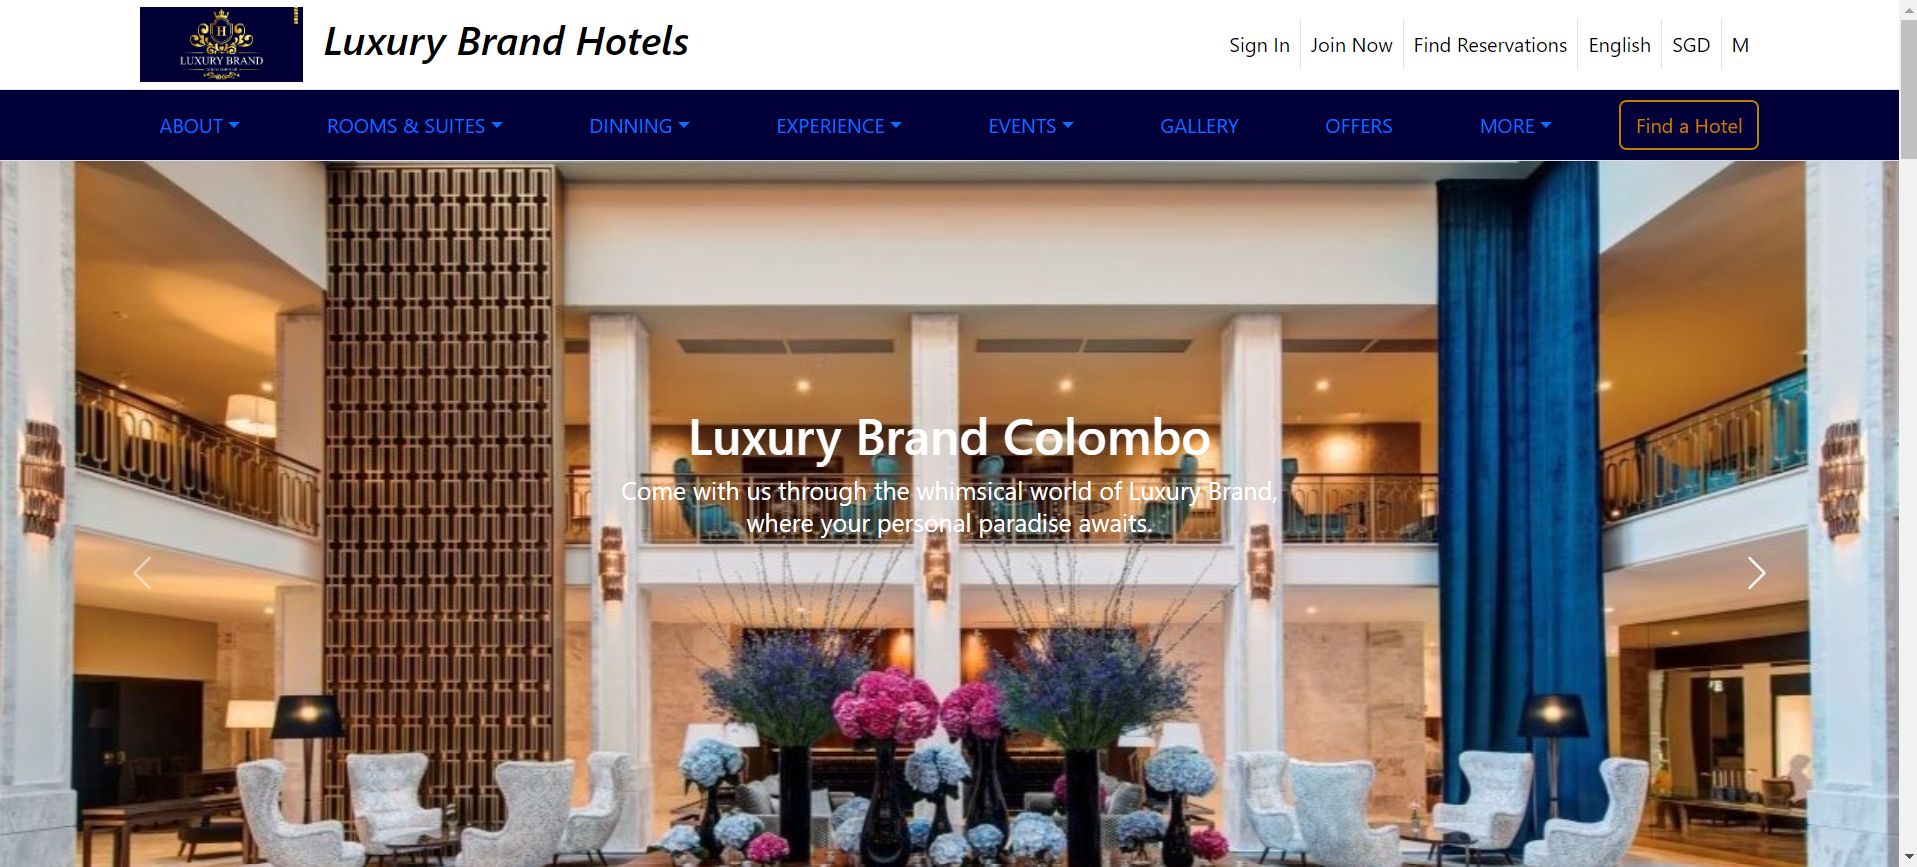 H
LUXURY BRAND
Luxury Brand Hotels
Sign In
Join Now
Find Reservations
English
SGD
M
ABOUT
ROOMS & SUITES
DINNING
EXPERIENCE
EVENTS
GALLERY
OFFERS
MORE
Find a Hotel
Luxury Brand Colombo
Come with us through the whimsical world of Luxury Brand,
where your personal paradise awaits.